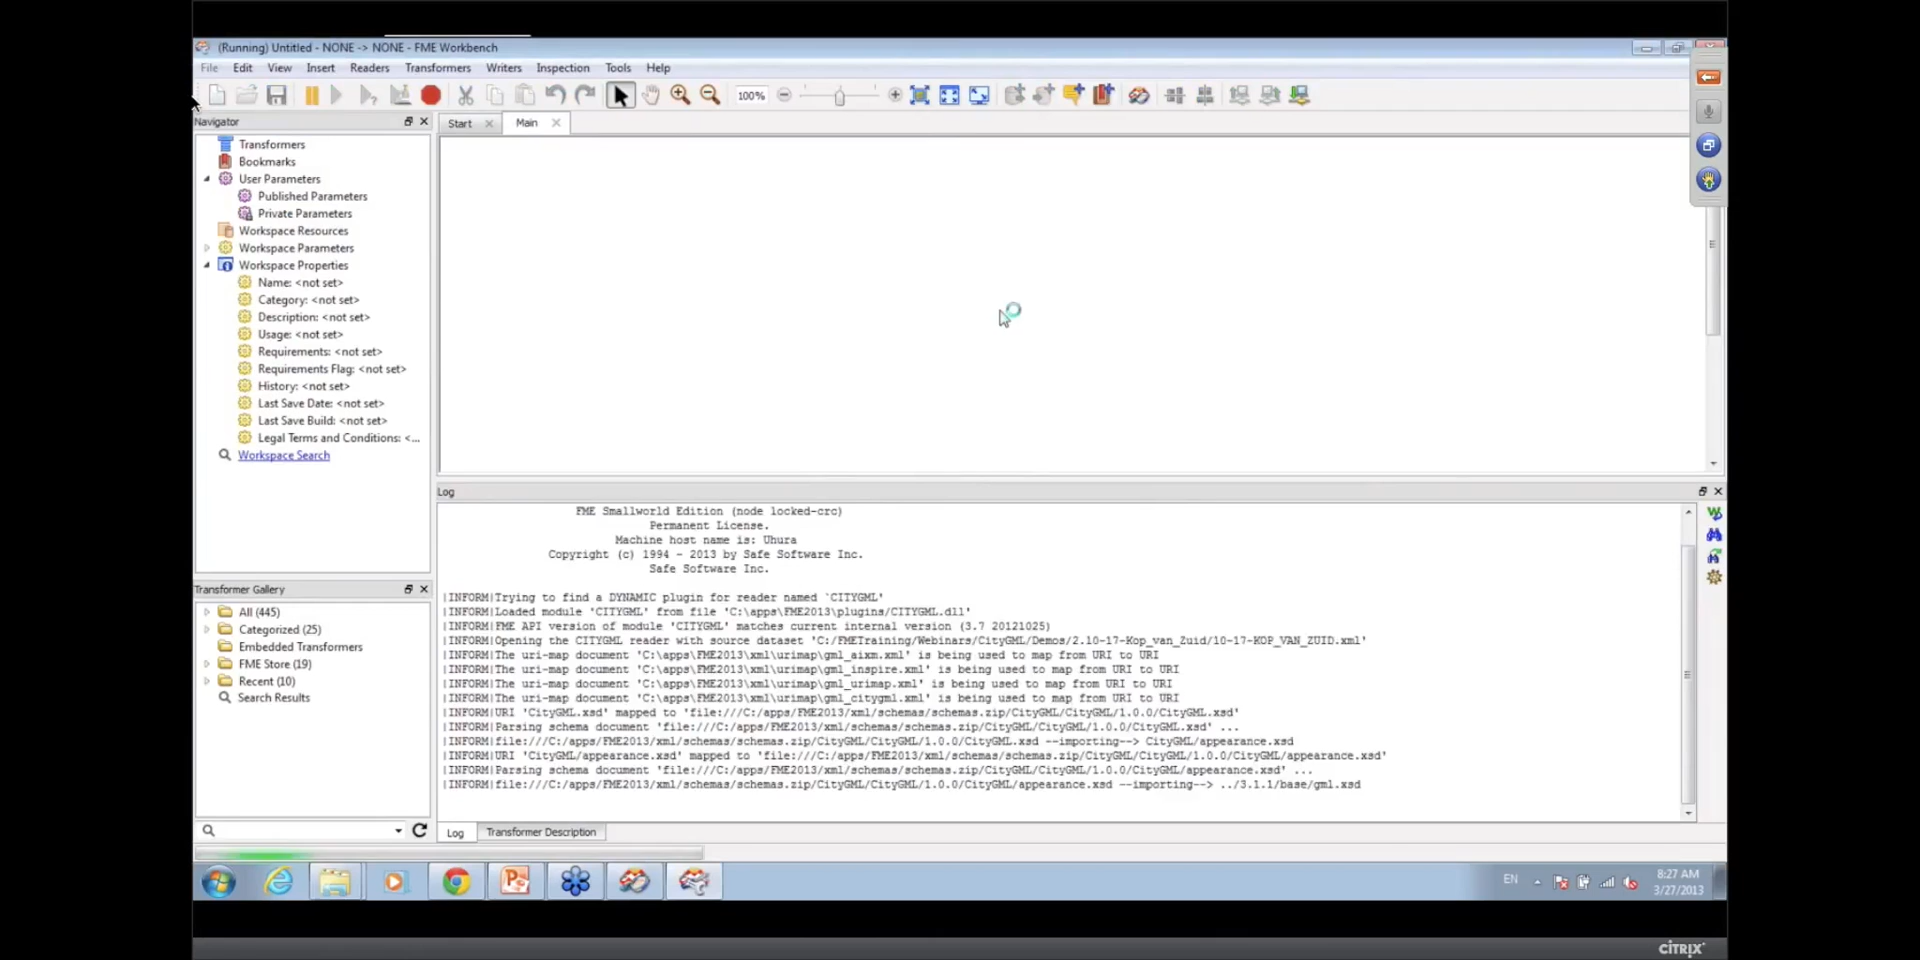 (Running) Untitled - NONE -> NONE - FME Workbench
File Edit View Insert Readers Transformers Writers Inspection Tools Help
100%
Navigator
Start Main
Transformers
Bookmarks
User Parameters
Published Parameters
Private Parameters
Workspace Resources
Workspace Parameters
Workspace Properties
Name: <not set>
Category: <not set>
Description: <not set>
Usage: <not set>
Requirements: <not set>
Requirements Flag: <not set>
History: <not set>
Last Save Date: <not set>
Last Save Build: <not set>
Legal Terms and Conditions: <...
Workspace Search
Log
FME Smallworld Edition (node locked-crc)
Permanent License.
Machine host name is: Uhura
Copyright (c) 1994 - 2013 by Safe Software Inc.
Safe Software Inc.
|INFORM|Trying to find a DYNAMIC plugin for reader named `CITYGML'
|INFORM|Loaded module 'CITYGML' from file 'C:\apps\FME2013\plugins/CITYGML.dll'
|INFORM|FME API version of module 'CITYGML' matches current internal version (3.7 20121025)
|INFORM|Opening the CITYGML reader with source dataset 'C:/FMETraining/Webinars/CityGML/Demos/2.10-17-Kop_van_Zuid/10-17-KOP_VAN_ZUID.xml'
|INFORM|The uri-map document 'C:\apps\FME2013\xml\urimap\gml_aixm.xml' is being used to map from URI to URI
|INFORM|The uri-map document 'C:\apps\FME2013\xml\urimap\gml_inspire.xml' is being used to map from URI to URI
|INFORM|The uri-map document 'C:\apps\FME2013\xml\urimap\gml_urimap.xml' is being used to map from URI to URI
|INFORM|The uri-map document 'C:\apps\FME2013\xml\urimap\gml_citygml.xml' is being used to map from URI to URI
|INFORM|URI 'CityGML.xsd' mapped to 'file:///C:/apps/FME2013/xml/schemas/schemas.zip/CityGML/CityGML/1.0.0/CityGML.xsd'
|INFORM|Parsing schema document 'file:///C:/apps/FME2013/xml/schemas/schemas.zip/CityGML/CityGML/1.0.0/CityGML.xsd' ...
|INFORM|file:///C:/apps/FME2013/xml/schemas/schemas.zip/CityGML/CityGML/1.0.0/CityGML.xsd --importing--> CityGML/appearance.xsd
|INFORM|URI 'CityGML/appearance.xsd' mapped to 'file:///C:/apps/FME2013/xml/schemas/schemas.zip/CityGML/CityGML/1.0.0/CityGML/appearance.xsd'
|INFORM|Parsing schema document 'file:///C:/apps/FME2013/xml/schemas/schemas.zip/CityGML/CityGML/1.0.0/CityGML/appearance.xsd' ...
|INFORM|file:///C:/apps/FME2013/xml/schemas/schemas.zip/CityGML/CityGML/1.0.0/CityGML/appearance.xsd --importing--> ../3.1.1/base/gml.xsd
Transformer Gallery
All (445)
Categorized (25)
Embedded Transformers
FME Store (19)
Recent (10)
Search Results
Log Transformer Description
EN
8:27 AM
3/27/2013
CITRIX